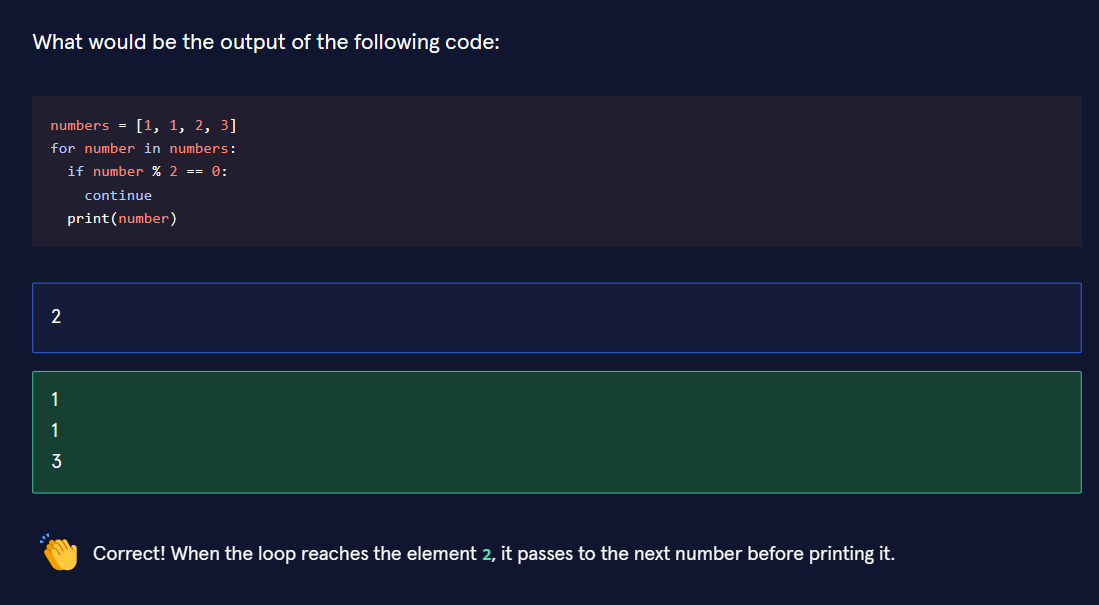 What would be the output of the following code:
numbers = [1, 1, 2, 3]
for number in numbers:
  if number % 2 == 0:
    continue
  print(number)
2
1
1
3
Correct! When the loop reaches the element 2, it passes to the next number before printing it.